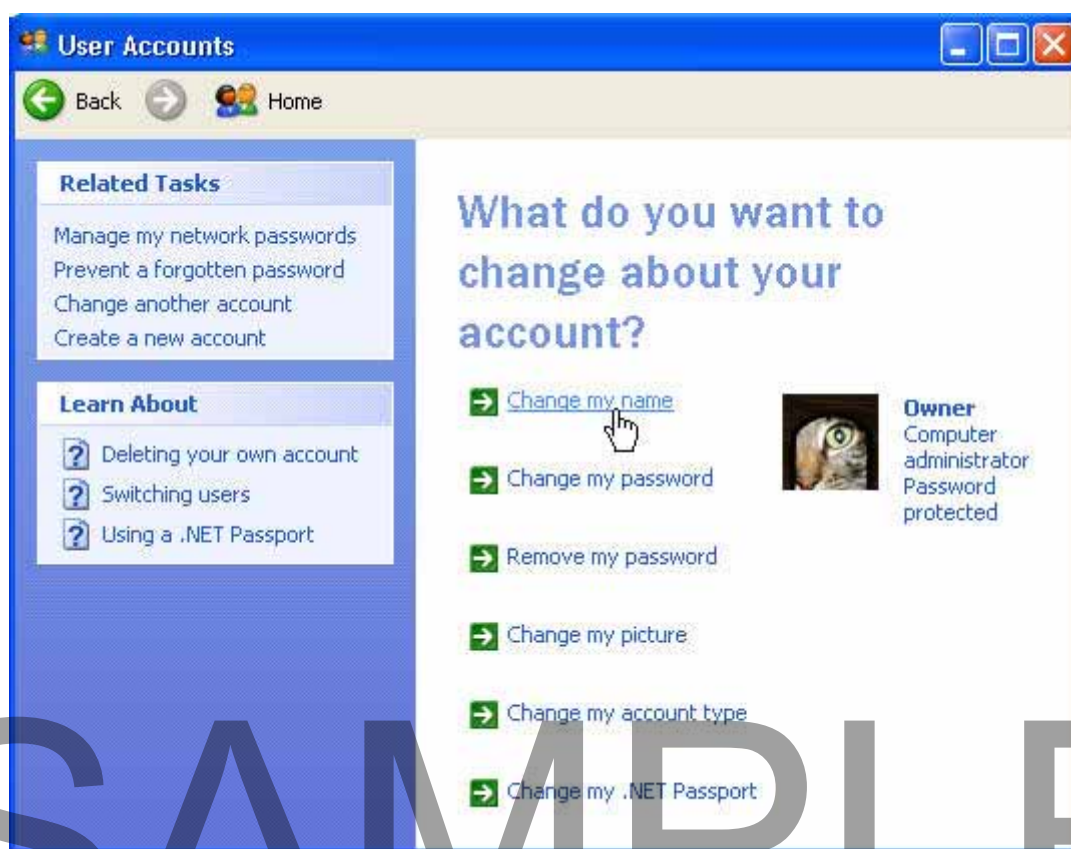 User Accounts
Back Home
Related Tasks
Manage my network passwords
Prevent a forgotten password
Change another account
Create a new account
Learn About
Deleting your own account
Switching users
Using a .NET Passport
What do you want to
change about your
account?
Change my name
Owner
Computer
administrator
Password
protected
Change my password
Remove my password
Change my picture
Change my account type
Change my .NET Passport